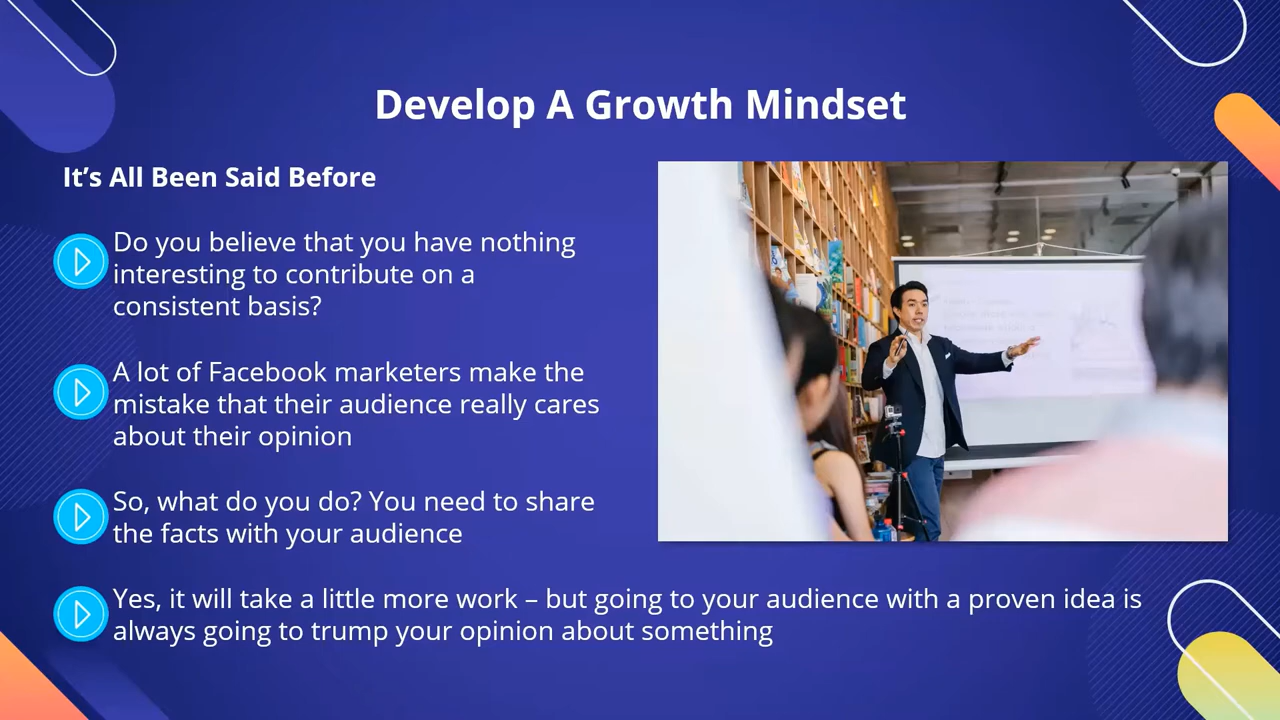 Develop A Growth Mindset
It’s All Been Said Before
Do you believe that you have nothing
interesting to contribute on a
consistent basis?
A lot of Facebook marketers make the
mistake that their audience really cares
about their opinion
So, what do you do? You need to share
the facts with your audience
Yes, it will take a little more work – but going to your audience with a proven idea is
always going to trump your opinion about something